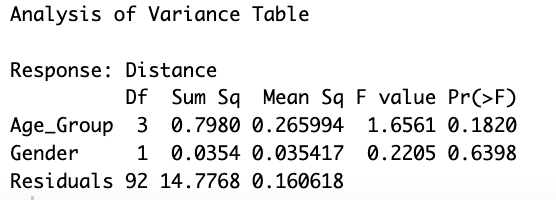 Analysis of Variance Table
Response: Distance
Df Sum Sq Mean Sq F value Pr(>F)
Age_Group 3 0.7980 0.265994 1.6561 0.1820
Gender 1 0.0354 0.035417 0.2205 0.6398
Residuals 92 14.7768 0.160618